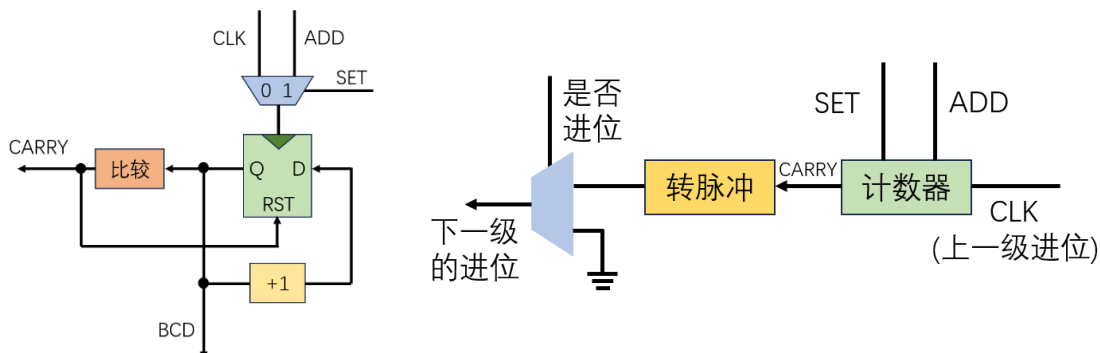 CLK
ADD
0 1
SET
CARRY
比较
Q
D
RST
+1
BCD
是否
进位
SET
ADD
转脉冲
CARRY
计数器
下一级
的进位
CLK
(上一级进位)